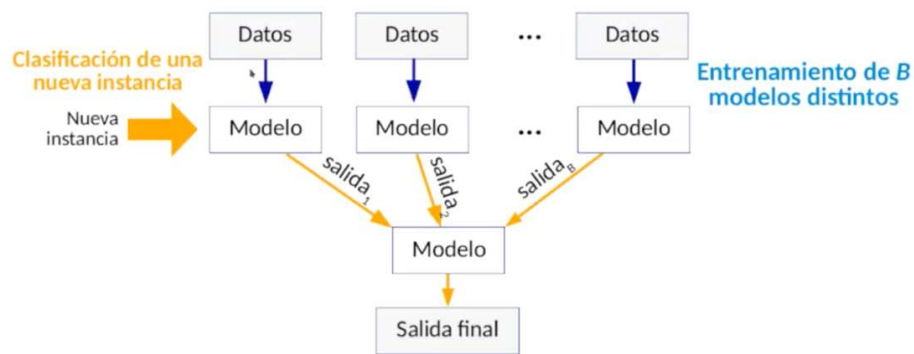 Datos
Datos
...
Datos
Clasificación de una
nueva instancia
Entrenamiento de B
modelos distintos
Nueva
instancia
Modelo
Modelo
...
Modelo
salida1
salida2
salidaB
Modelo
Salida final